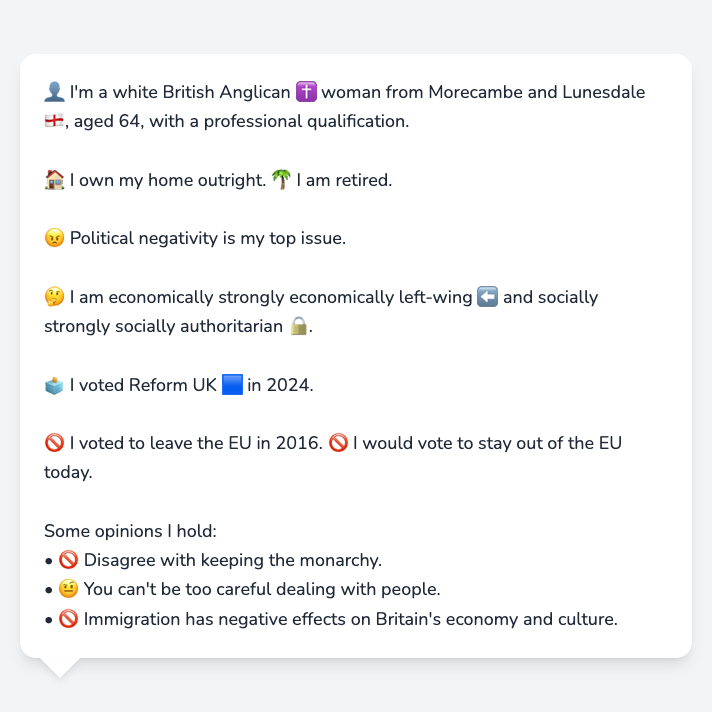 👤 I'm a white British Anglican ✝️ woman from Morecambe and Lunesdale
🏴󠁧󠁢󠁥󠁮󠁧󠁿, aged 64, with a professional qualification.
🏠 I own my home outright. 🌴 I am retired.
😠 Political negativity is my top issue.
🤔 I am economically strongly economically left-wing ⬅️ and socially
strongly socially authoritarian 🔒.
🗳️ I voted Reform UK 🟦 in 2024.
🚫 I voted to leave the EU in 2016. 🚫 I would vote to stay out of the EU
today.
Some opinions I hold:
• 🚫 Disagree with keeping the monarchy.
• 🤨 You can't be too careful dealing with people.
• 🚫 Immigration has negative effects on Britain's economy and culture.